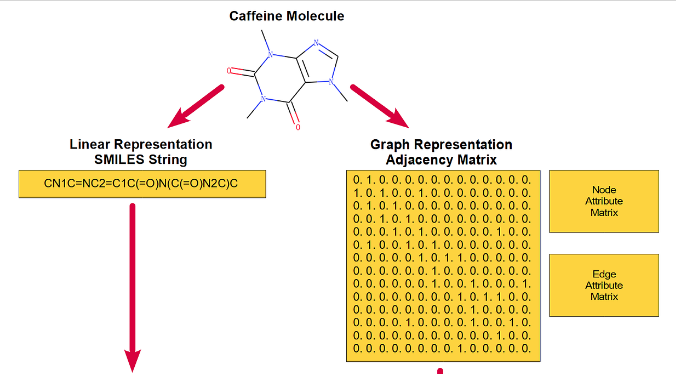 Caffeine Molecule
N
N
O
N
N
O
Linear Representation
SMILES String
CN1C=NC2=C1C(=O)N(C(=O)N2C)C
Graph Representation
Adjacency Matrix
0. 1. 0. 0. 0. 0. 0. 0. 0. 0. 0. 0. 0. 0.
1. 0. 1. 0. 0. 1. 0. 0. 0. 0. 0. 0. 0. 0.
0. 1. 0. 1. 0. 0. 0. 0. 0. 0. 0. 0. 0. 0.
0. 0. 1. 0. 1. 0. 0. 0. 0. 0. 0. 0. 0. 0.
0. 0. 0. 1. 0. 1. 0. 0. 0. 0. 0. 1. 0. 0.
0. 1. 0. 0. 1. 0. 1. 0. 0. 0. 0. 0. 0. 0.
0. 0. 0. 0. 0. 1. 0. 1. 1. 0. 0. 0. 0. 0.
0. 0. 0. 0. 0. 0. 1. 0. 0. 0. 0. 0. 0. 0.
0. 0. 0. 0. 0. 0. 1. 0. 0. 1. 0. 0. 0. 1.
0. 0. 0. 0. 0. 0. 0. 0. 1. 0. 1. 1. 0. 0.
0. 0. 0. 0. 0. 0. 0. 0. 0. 1. 0. 0. 0. 0.
0. 0. 0. 0. 1. 0. 0. 0. 0. 1. 0. 0. 1. 0.
0. 0. 0. 0. 0. 0. 0. 0. 0. 0. 0. 1. 0. 0.
0. 0. 0. 0. 0. 0. 0. 0. 1. 0. 0. 0. 0. 0.
Node
Attribute
Matrix
Edge
Attribute
Matrix